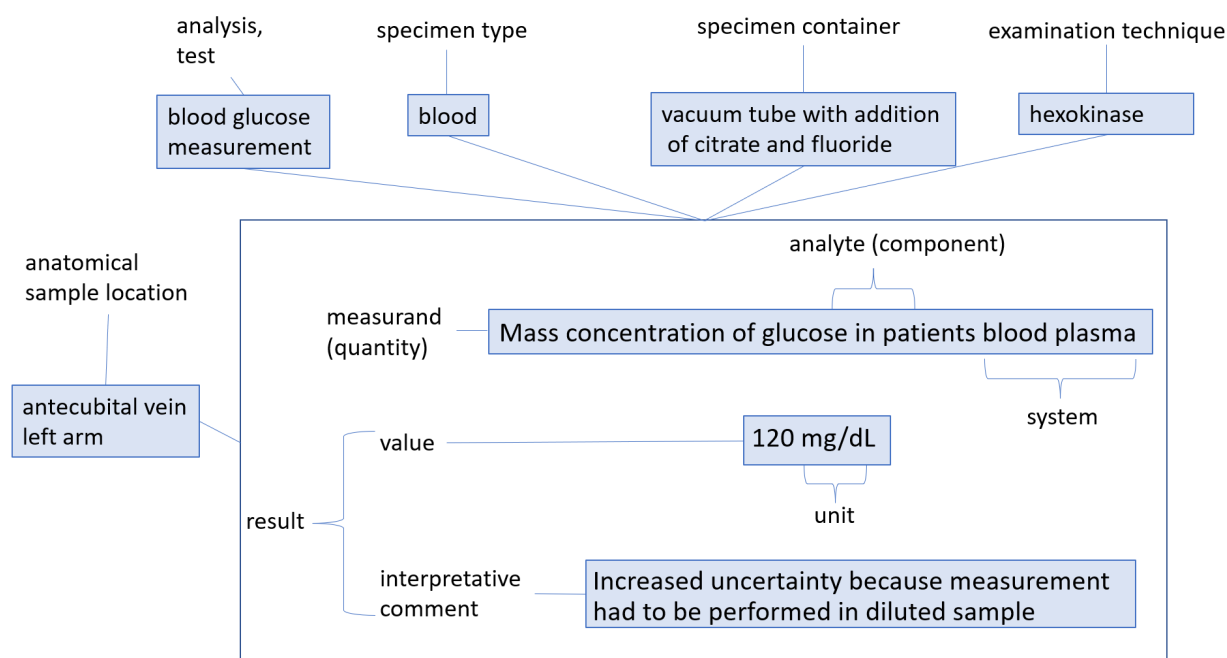 analysis,
test
specimen type
specimen container
examination technique
blood glucose
measurement
blood
vacuum tube with addition
of citrate and fluoride
hexokinase
anatomical
sample location
antecubital vein
left arm
analyte (component)
measurand
(quantity)
Mass concentration of glucose in patients blood plasma
system
result
value
120 mg/dL
unit
interpretative
comment
Increased uncertainty because measurement
had to be performed in diluted sample